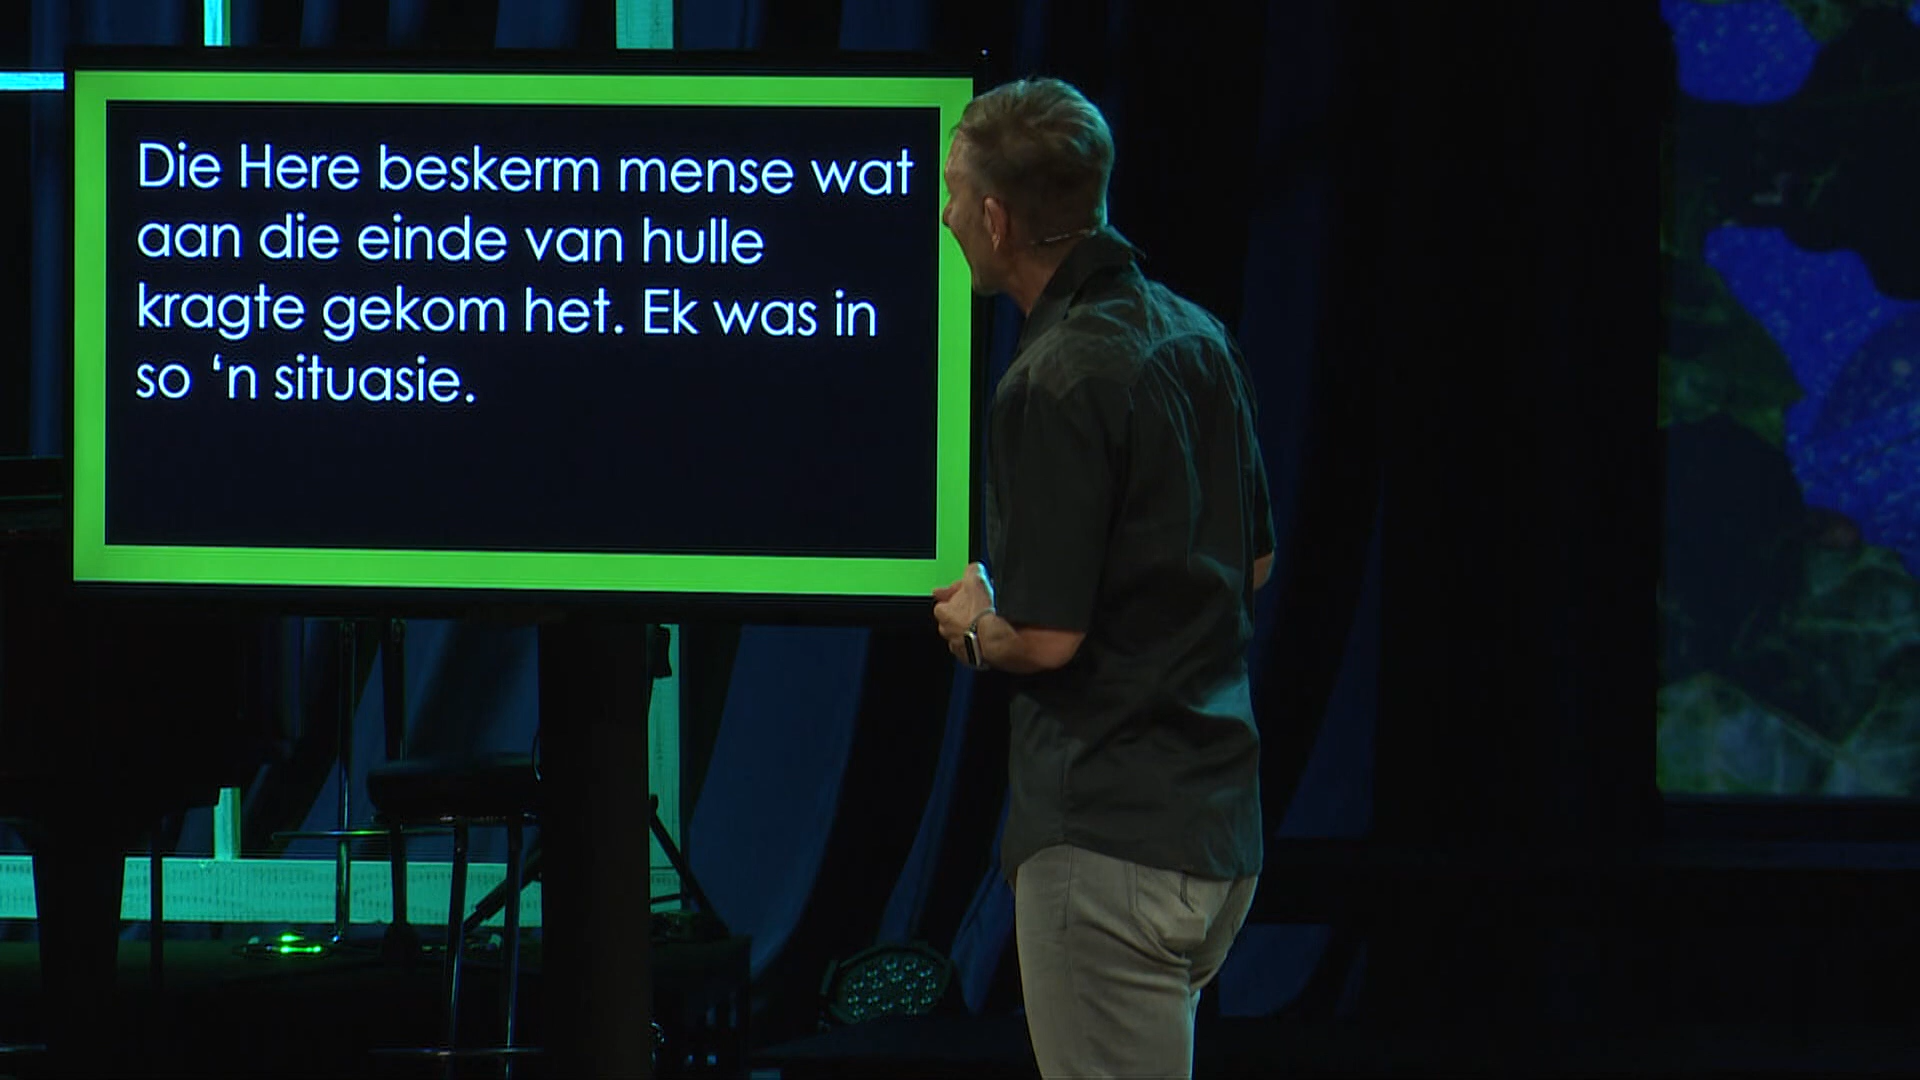 Die Here beskerm mense wat
aan die einde van hulle
kragte gekom het. Ek was in
so ‘n situasie.